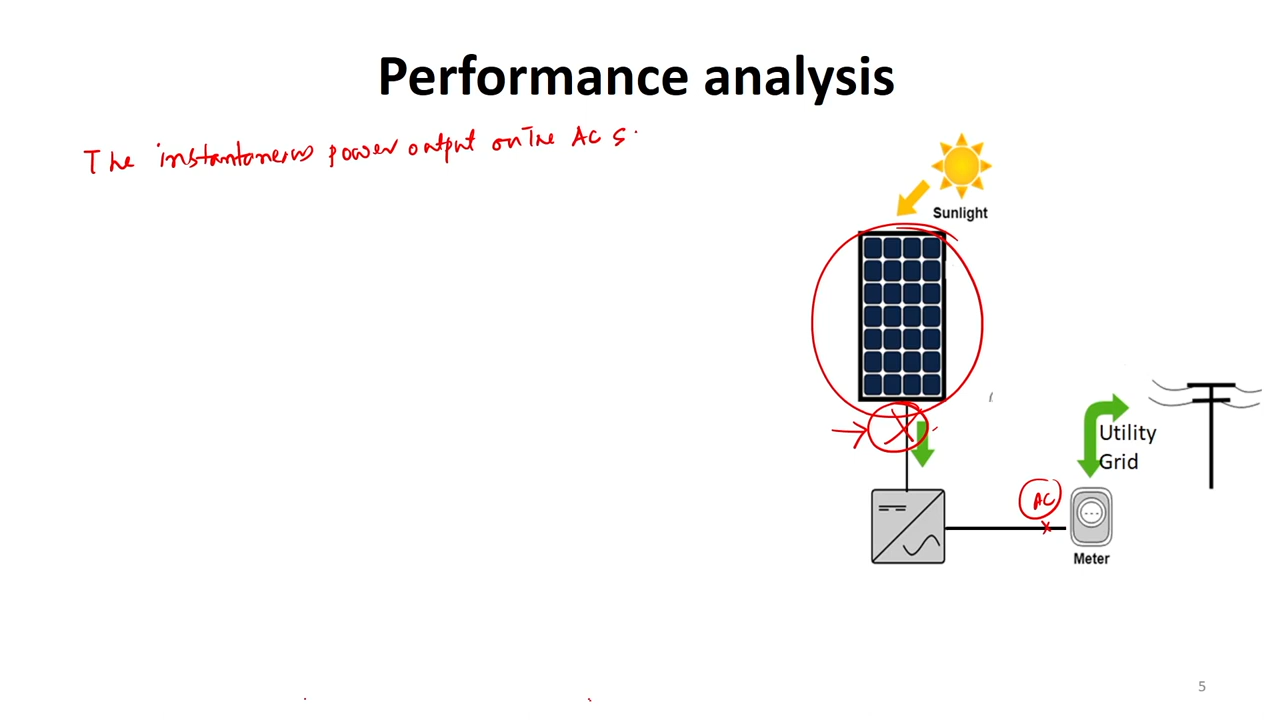 Performance analysis
The instantaneous power output on the AC S
Sunlight
Utility
Grid
AC
Meter
5